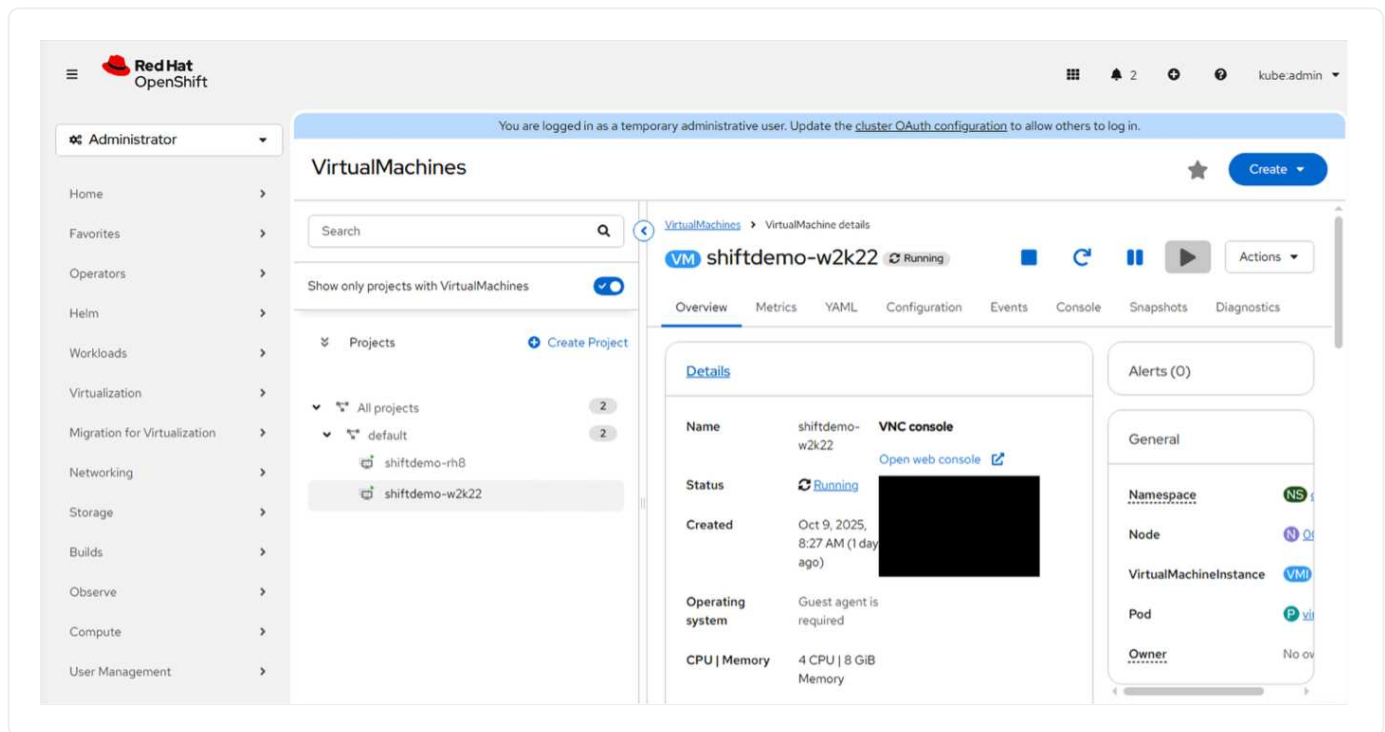 Red Hat
OpenShift
2
kube:admin
Administrator
You are logged in as a temporary administrative user. Update the cluster OAuth configuration to allow others to log in.
Home
Favorites
Operators
Helm
Workloads
Virtualization
Migration for Virtualization
Networking
Storage
Builds
Observe
Compute
User Management
VirtualMachines
Create
Search
Show only projects with VirtualMachines
Projects
Create Project
All projects
2
default
2
shiftdemo-rh8
shiftdemo-w2k22
VirtualMachines > VirtualMachine details
VM shiftdemo-w2k22 Running
Actions
Overview Metrics YAML Configuration Events Console Snapshots Diagnostics
Details
Name
shiftdemo-
w2k22
VNC console
Open web console
Status
Running
Created
Oct 9, 2025,
8:27 AM (1 day
ago)
Operating
system
Guest agent is
required
CPU | Memory
4 CPU | 8 GiB
Memory
Alerts (0)
General
Namespace
NS
Node
N
VirtualMachineInstance
VMI
Pod
P
Owner
No